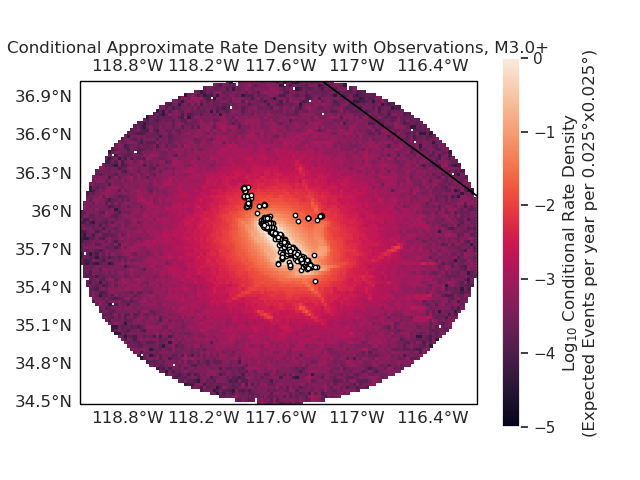 Conditional Approximate Rate Density with Observations, M3.0+
118.8°W 118.2°W 117.6°W 117°W 116.4°W
36.9°N
36.6°N
36.3°N
36°N
35.7°N
35.4°N
35.1°N
34.8°N
34.5°N
118.8°W 118.2°W 117.6°W 117°W 116.4°W
0
−1
−2
−3
−4
−5
Log₁₀ Conditional Rate Density
(Expected Events per year per 0.025°x0.025°)